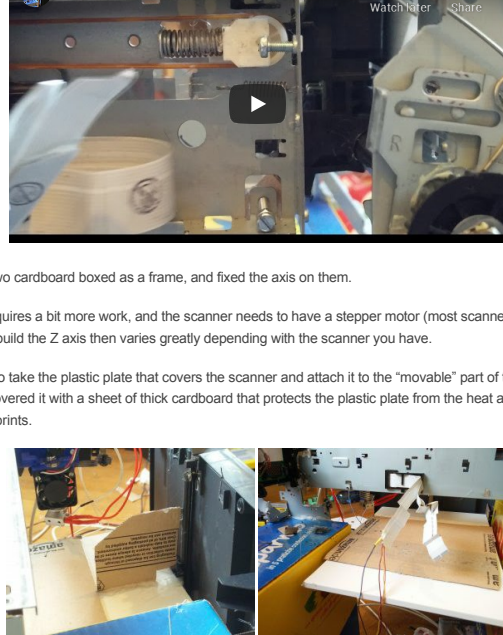 Watch later Share
R
wo cardboard boxed as a frame, and fixed the axis on them.
quires a bit more work, and the scanner needs to have a stepper motor (most scanne
build the Z axis then varies greatly depending with the scanner you have.
o take the plastic plate that covers the scanner and attach it to the “movable” part of
overed it with a sheet of thick cardboard that protects the plastic plate from the heat a
prints.
amazon